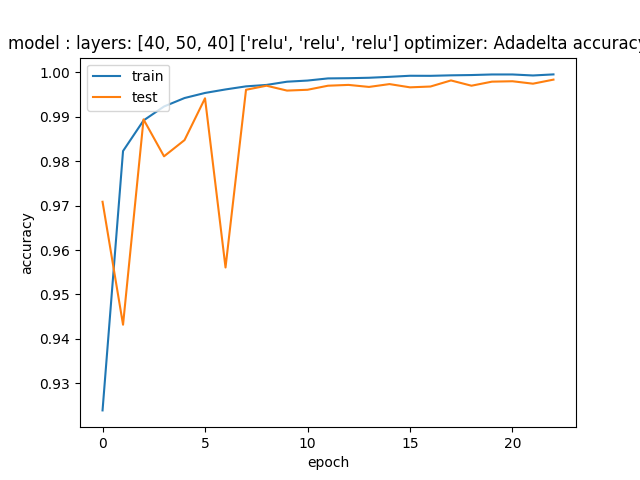 model : layers: [40, 50, 40] ['relu', 'relu', 'relu'] optimizer: Adadelta accuracy
train
test
1.00
0.99
0.98
0.97
0.96
0.95
0.94
0.93
accuracy
0 5 10 15 20
epoch